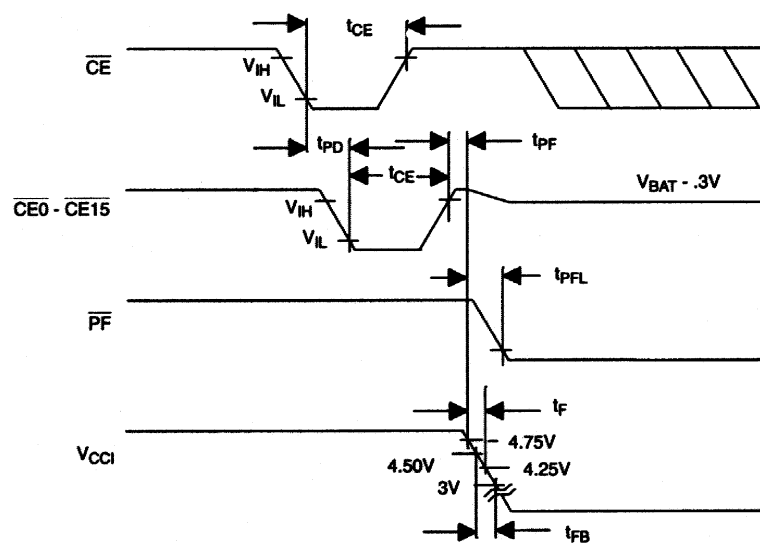 tCE
CE
VIH
VIL
tPD
tPF
tCE
VBAT - .3V
CE0 - CE15
VIH
VIL
tPFL
PF
tF
VCCI
4.75V
4.50V
4.25V
3V
tFB